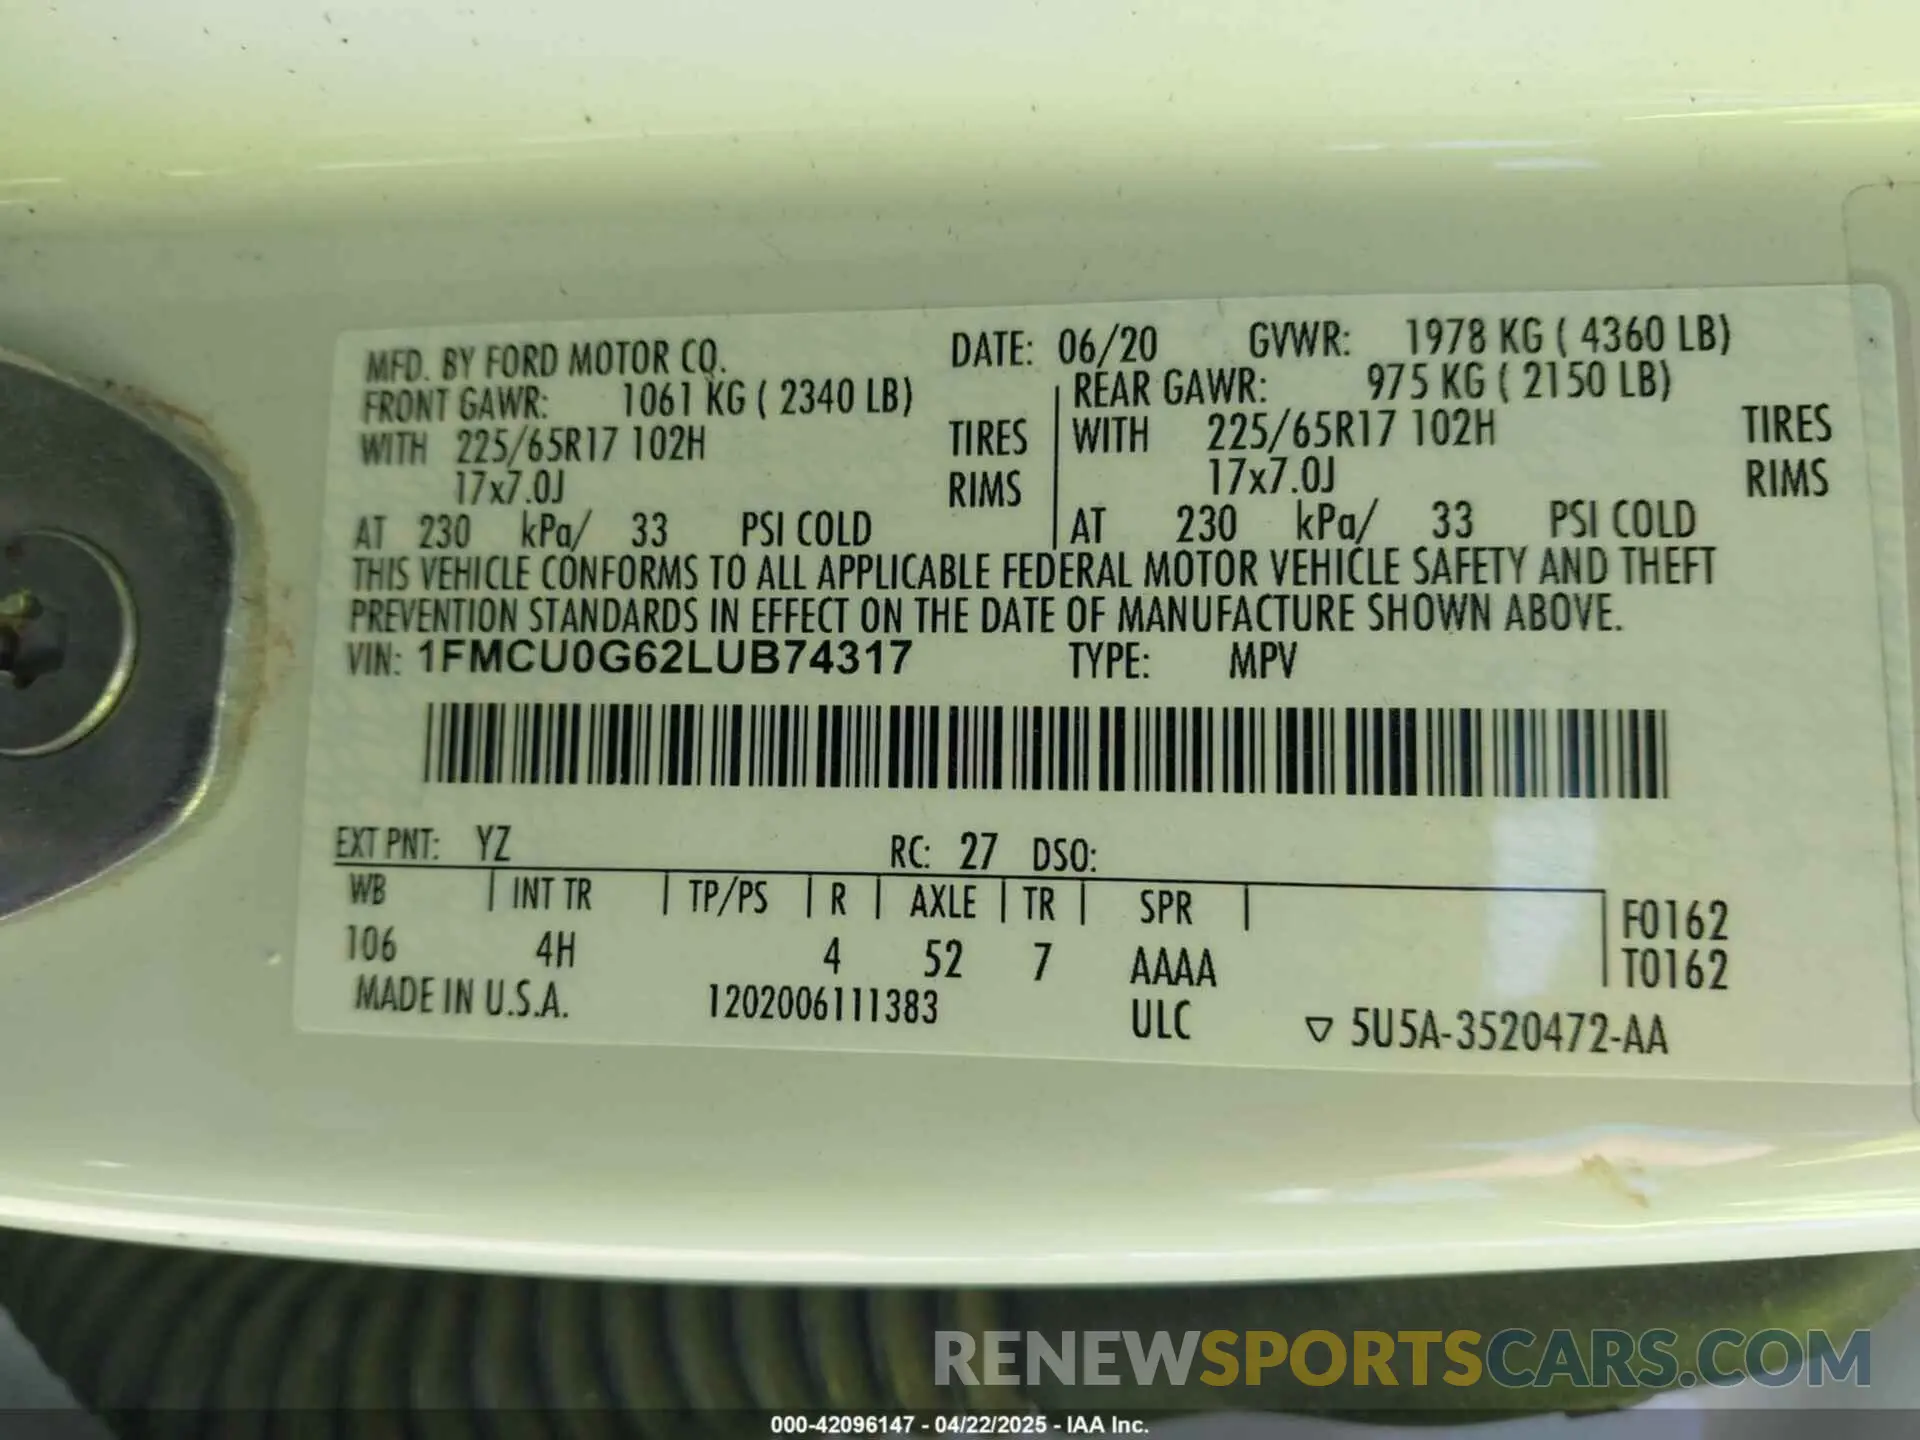 MFD. BY FORD MOTOR CO. DATE: 06/20 GVWR: 1978 KG ( 4360 LB)
FRONT GAWR: 1061 KG ( 2340 LB) REAR GAWR: 975 KG ( 2150 LB)
WITH 225/65R17 102H TIRES WITH 225/65R17 102H TIRES
17x7.0J RIMS 17x7.0J RIMS
AT 230 kPa/ 33 PSI COLD AT 230 kPa/ 33 PSI COLD
THIS VEHICLE CONFORMS TO ALL APPLICABLE FEDERAL MOTOR VEHICLE SAFETY AND THEFT
PREVENTION STANDARDS IN EFFECT ON THE DATE OF MANUFACTURE SHOWN ABOVE.
VIN: 1FMCU0G62LUB74317 TYPE: MPV
EXT PNT: YZ RC: 27 DSO:
WB INT TR TP/PS R AXLE TR SPR F0162
106 4H 4 52 7 AAAA T0162
MADE IN U.S.A. 1202006111383 ULC ▽ 5U5A-3520472-AA
RENEWSPORTSCARS.COM
000-42096147 - 04/22/2025 - IAA Inc.